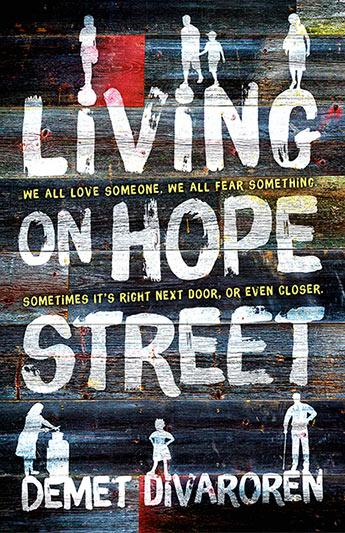 LiViNG
WE ALL LOVE SOMEONE. WE ALL FEAR SOMETHING.
ON HOPE
SOMETIMES IT'S RIGHT NEXT DOOR, OR EVEN CLOSER.
STREET
DEMET DIVAROREN